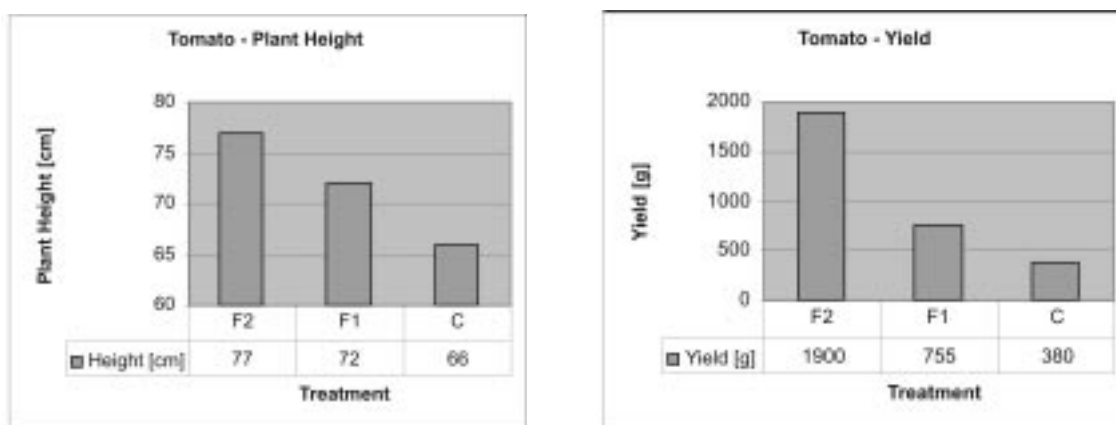 Tomato - Plant Height
Plant Height [cm]
80
75
70
65
60
F2 F1 C
Height [cm] 77 72 66
Treatment
Tomato - Yield
Yield [g]
2000
1500
1000
500
0
F2 F1 C
Yield [g] 1900 755 380
Treatment